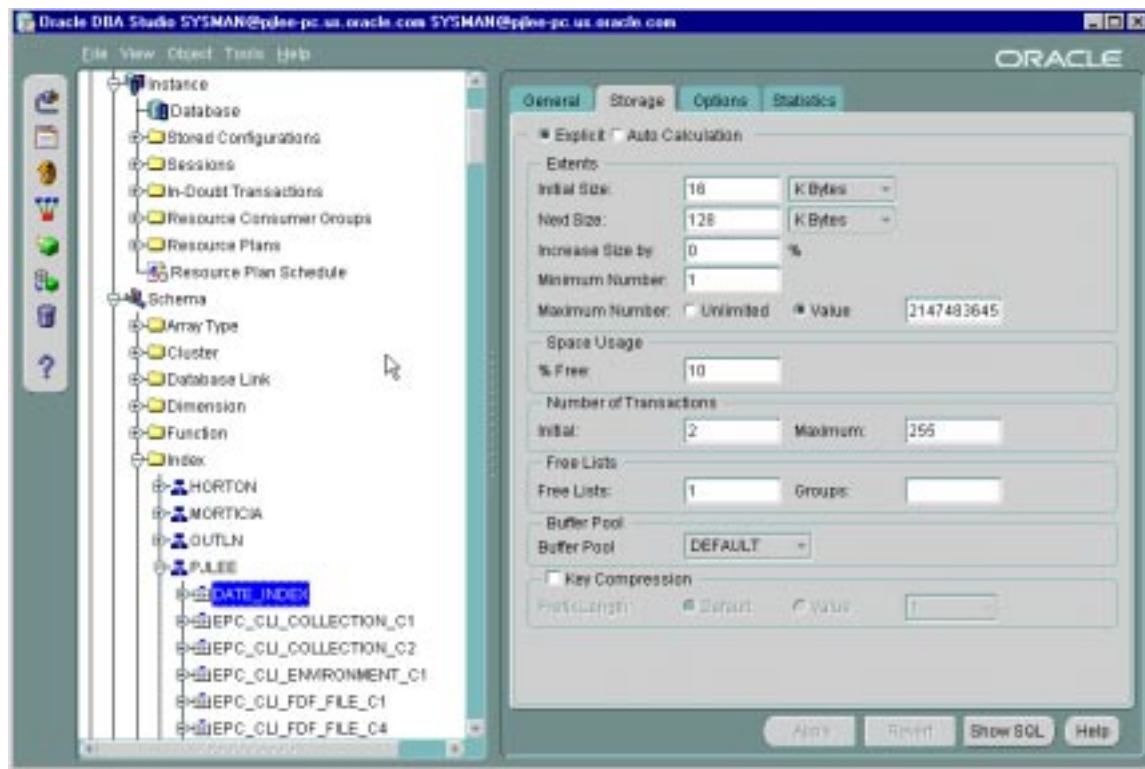 Oracle DBA Studio SYSMAN@pjlee-pc.us.oracle.com SYSMAN@pjlee-pc.us.oracle.com
File View Object Tools Help
ORACLE
Instance
Database
Stored Configurations
Sessions
In-Doubt Transactions
Resource Consumer Groups
Resource Plans
Resource Plan Schedule
Schema
Array Type
Cluster
Database Link
Dimension
Function
Index
HORTON
MORTICIA
OUTLN
PJLEE
DATE_INDEX
EPC_CLI_COLLECTION_C1
EPC_CLI_COLLECTION_C2
EPC_CLI_ENVIRONMENT_C1
EPC_CLI_FDF_FILE_C1
EPC_CLI_FDF_FILE_C4
General Storage Options Statistics
Explicit Auto Calculation
Extents
Initial Size: 16 K Bytes
Next Size: 128 K Bytes
Increase Size by 0 %
Minimum Number: 1
Maximum Number: Unlimited Value 2147483645
Space Usage
% Free: 10
Number of Transactions
Initial: 2 Maximum: 255
Free Lists
Free Lists: 1 Groups:
Buffer Pool
Buffer Pool DEFAULT
Key Compression
Prefix Length: Default Value 1
Apply Revert Show SQL Help
?